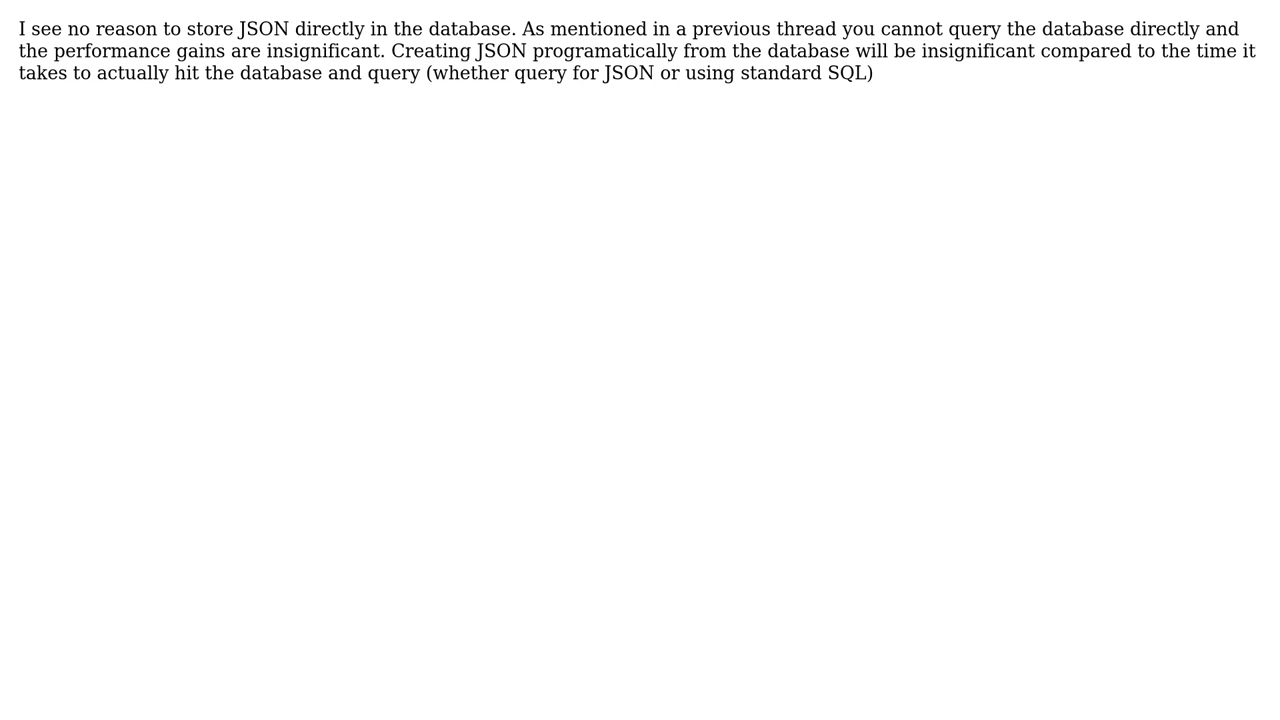 I see no reason to store JSON directly in the database. As mentioned in a previous thread you cannot query the database directly and
the performance gains are insignificant. Creating JSON programatically from the database will be insignificant compared to the time it
takes to actually hit the database and query (whether query for JSON or using standard SQL)